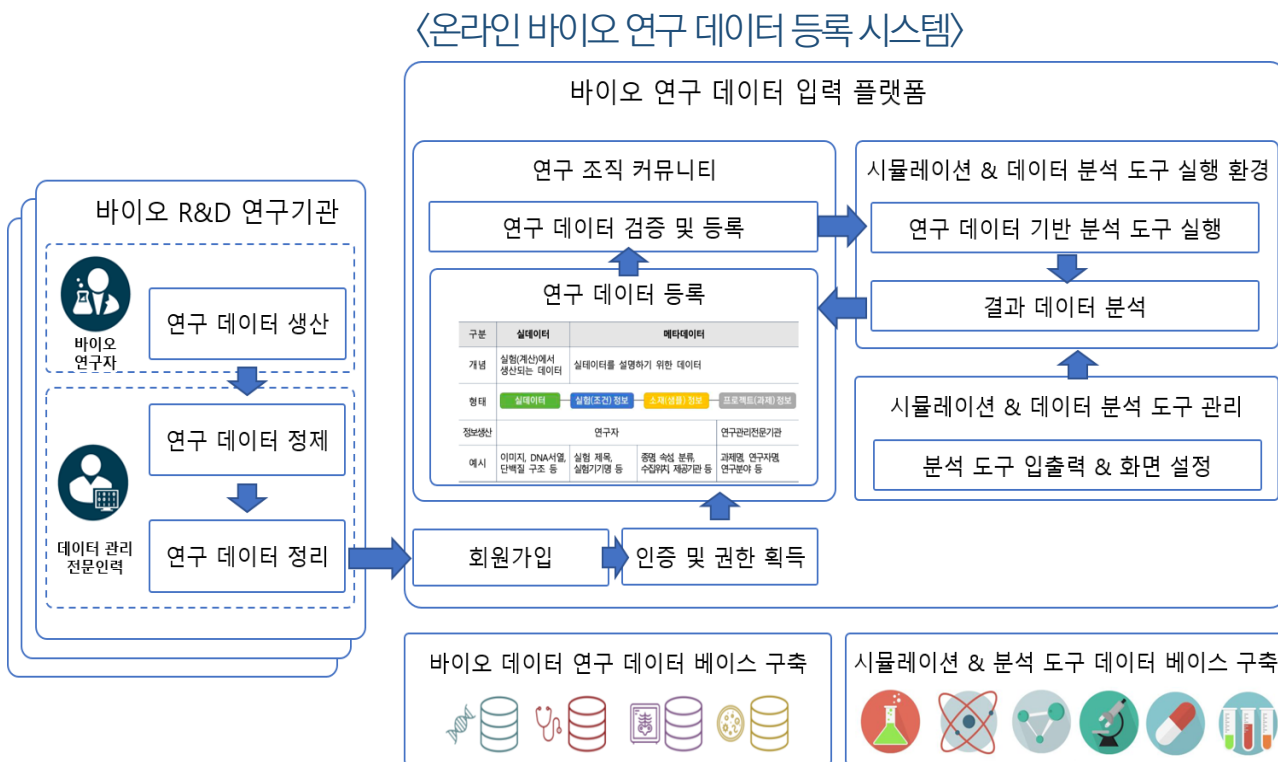 <온라인 바이오 연구 데이터 등록 시스템>
바이오 연구 데이터 입력 플랫폼
바이오 R&D 연구기관
바이오
연구자
연구 데이터 생산
연구 데이터 정제
데이터 관리
전문인력
연구 데이터 정리
연구 조직 커뮤니티
연구 데이터 검증 및 등록
연구 데이터 등록
구분 실데이터 메타데이터
개념 실험(계산)에서 생산되는 데이터 실테이터를 설명하기 위한 데이터
형태 실데이터 실험(조건) 정보 소재(샘플) 정보 프로젝트(과제) 정보
정보생산 연구자 연구관리전문기관
예시 이미지, DNA서열, 단백질 구조 등 실험 제목, 실험기기명 등 종명 속성 분류, 수집위치 제공기관 등 과제명, 연구자명, 연구분야 등
회원가입
인증 및 권한 획득
시뮬레이션 & 데이터 분석 도구 실행 환경
연구 데이터 기반 분석 도구 실행
결과 데이터 분석
시뮬레이션 & 데이터 분석 도구 관리
분석 도구 입출력 & 화면 설정
바이오 데이터 연구 데이터 베이스 구축
시뮬레이션 & 분석 도구 데이터 베이스 구축